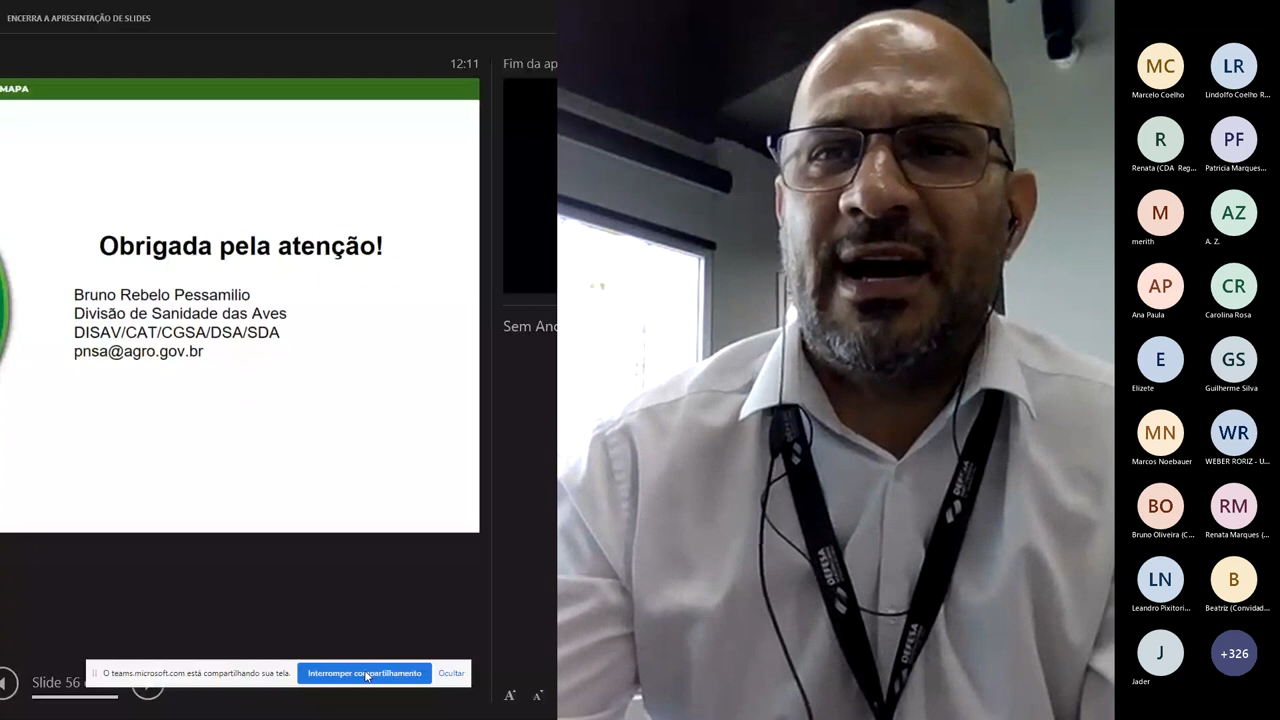 ENCERRA A APRESENTAÇÃO DE SLIDES
12:11
Fim da ap
MAPA
Obrigada pela atenção!
Bruno Rebelo Pessamilio
Divisão de Sanidade das Aves
DISAV/CAT/CGSA/DSA/SDA
pnsa@agro.gov.br
Sem Ano
O teams.microsoft.com está compartilhando sua tela.
Interromper compartilhamento
Ocultar
Slide 56
DEFESA
DEFESA
DEFESA
MC
LR
Marcelo Coelho
Lindolfo Coelho R...
R
PF
Renata (CDA Reg...
Patricia Marques...
M
AZ
merith
A. Z.
AP
CR
Ana Paula
Carolina Rosa
E
GS
Elizete
Guilherme Silva
MN
WR
Marcos Noebauer
WEBER RORIZ - U...
BO
RM
Bruno Oliveira (C...
Renata Marques (...
LN
B
Leandro Pixitori...
Beatriz (Convidad...
J
+326
Jader